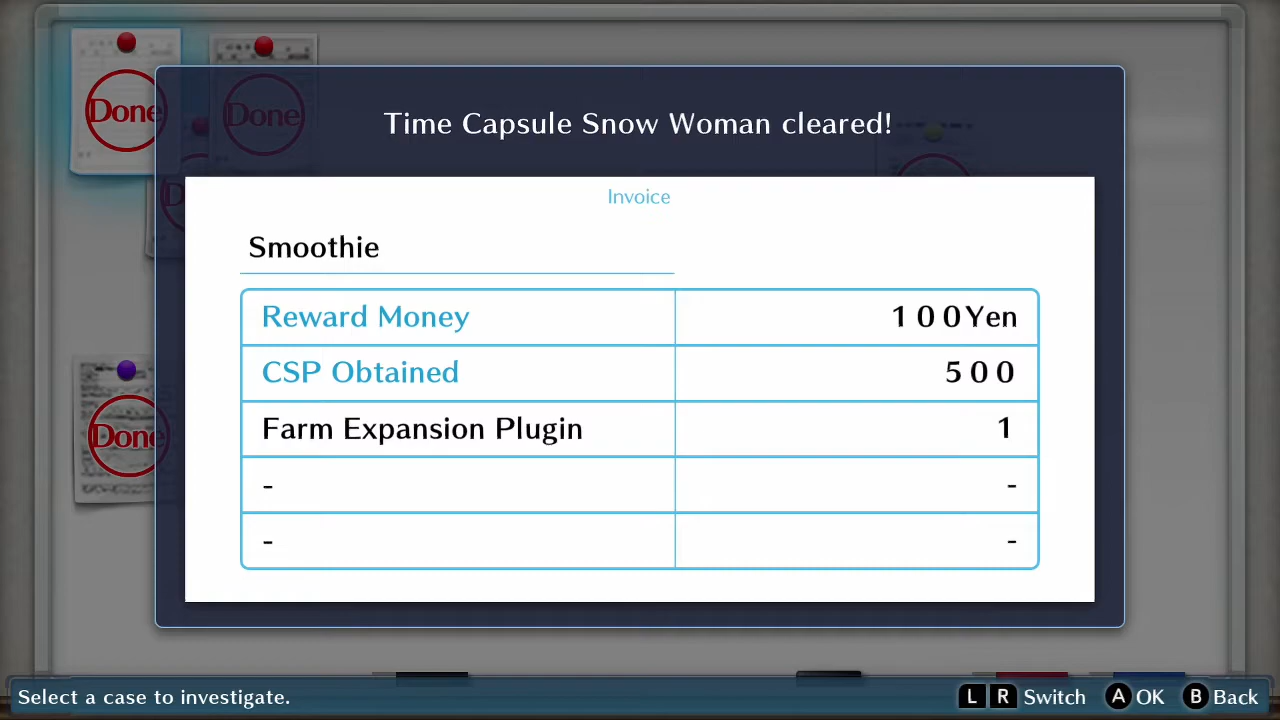 Done
Done
Time Capsule Snow Woman cleared!
Invoice
Smoothie
Reward Money 100Yen
CSP Obtained 500
Farm Expansion Plugin 1
- -
- -
Done
Select a case to investigate.
L R Switch A OK B Back